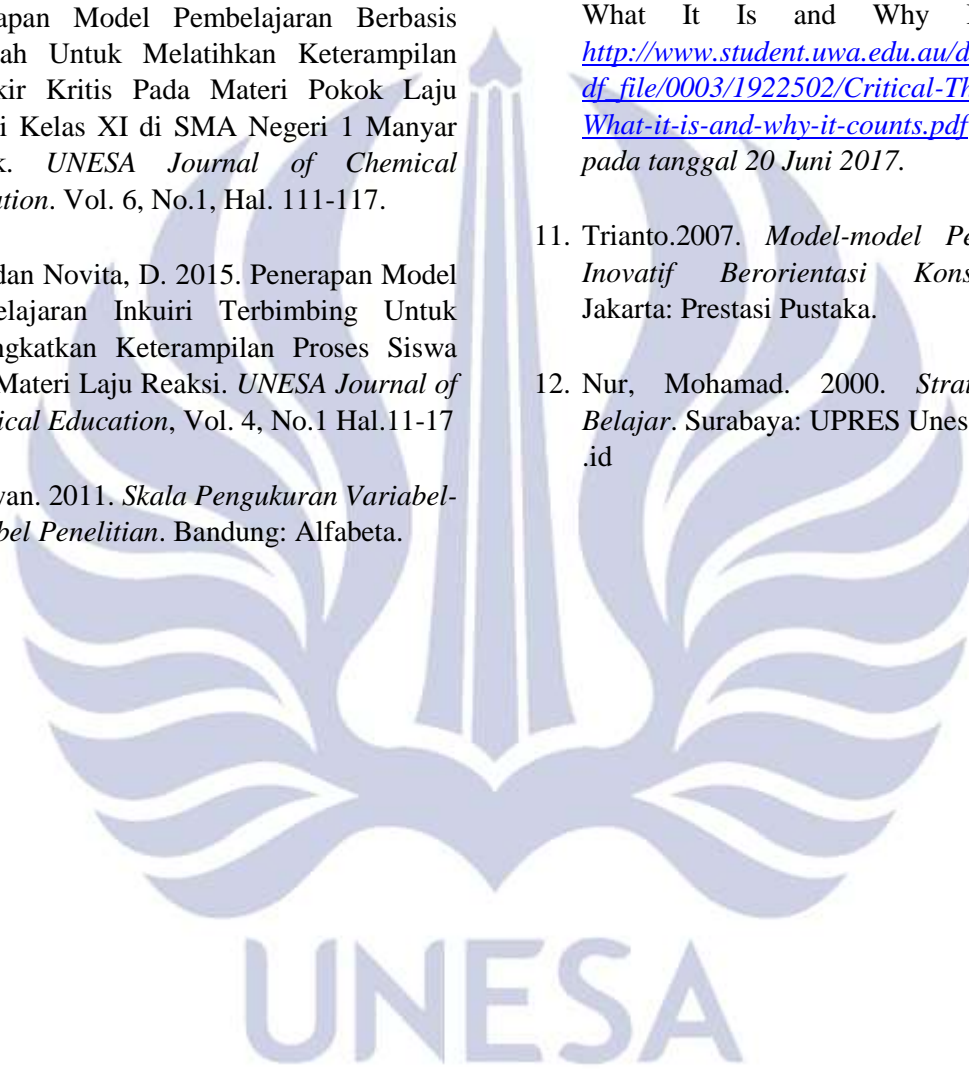 apan Model Pembelajaran Berbasis
ah Untuk Melatihkan Keterampilan
kir Kritis Pada Materi Pokok Laju
i Kelas XI di SMA Negeri 1 Manyar
k. UNESA Journal of Chemical
ation. Vol. 6, No.1, Hal. 111-117.
dan Novita, D. 2015. Penerapan Model
elajaran Inkuiri Terbimbing Untuk
ngkatkan Keterampilan Proses Siswa
Materi Laju Reaksi. UNESA Journal of
ical Education, Vol. 4, No.1 Hal.11-17
wan. 2011. Skala Pengukuran Variabel-
bel Penelitian. Bandung: Alfabeta.
What It Is and Why
http://www.student.uwa.edu.au/d
df_file/0003/1922502/Critical-Th
What-it-is-and-why-it-counts.pdf
pada tanggal 20 Juni 2017.
11. Trianto.2007. Model-model Pe
Inovatif Berorientasi Kons
Jakarta: Prestasi Pustaka.
12. Nur, Mohamad. 2000. Strat
Belajar. Surabaya: UPRES Unes
.id
UNESA